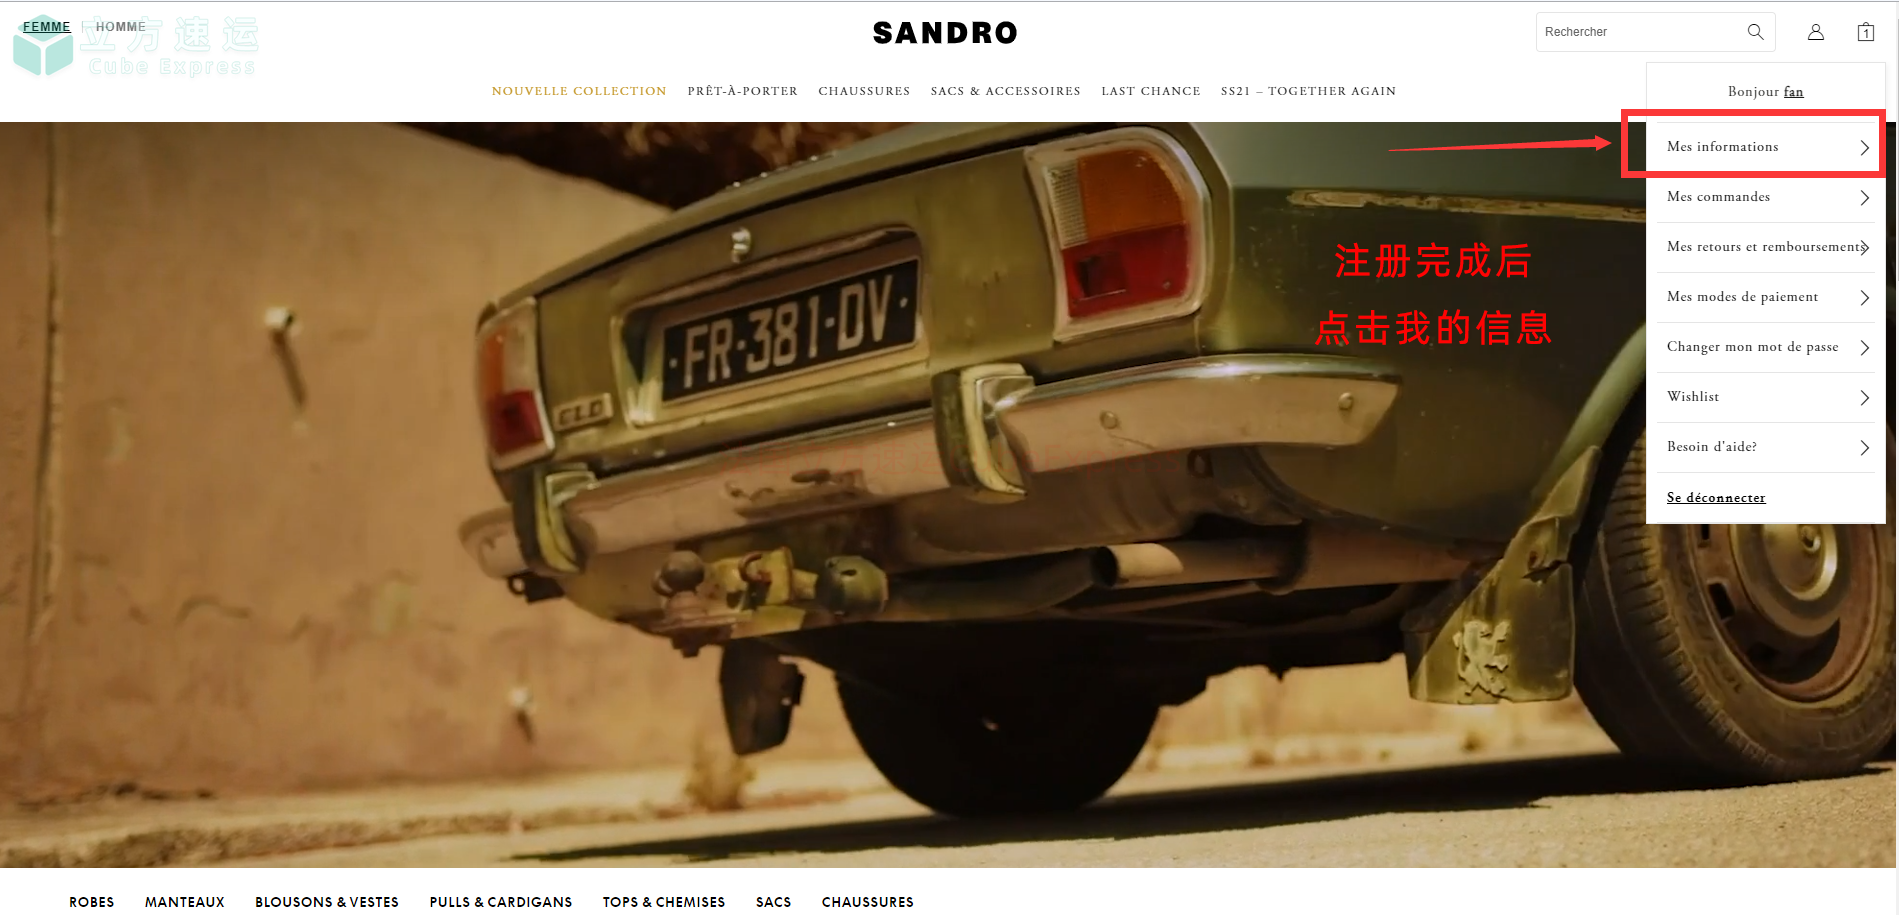 FEMME | HOMME
立方速运
Cube Express
SANDRO
Rechercher
1
NOUVELLE COLLECTION PRÊT-À-PORTER CHAUSSURES SACS & ACCESSOIRES LAST CHANCE SS21 – TOGETHER AGAIN
Bonjour fan
Mes informations
Mes commandes
Mes retours et remboursements
Mes modes de paiement
Changer mon mot de passe
Wishlist
Besoin d'aide?
Se déconnecter
注册完成后
点击我的信息
·FR·381·DV·
GLD
ROBES MANTEAUX BLOUSONS & VESTES PULLS & CARDIGANS TOPS & CHEMISES SACS CHAUSSURES